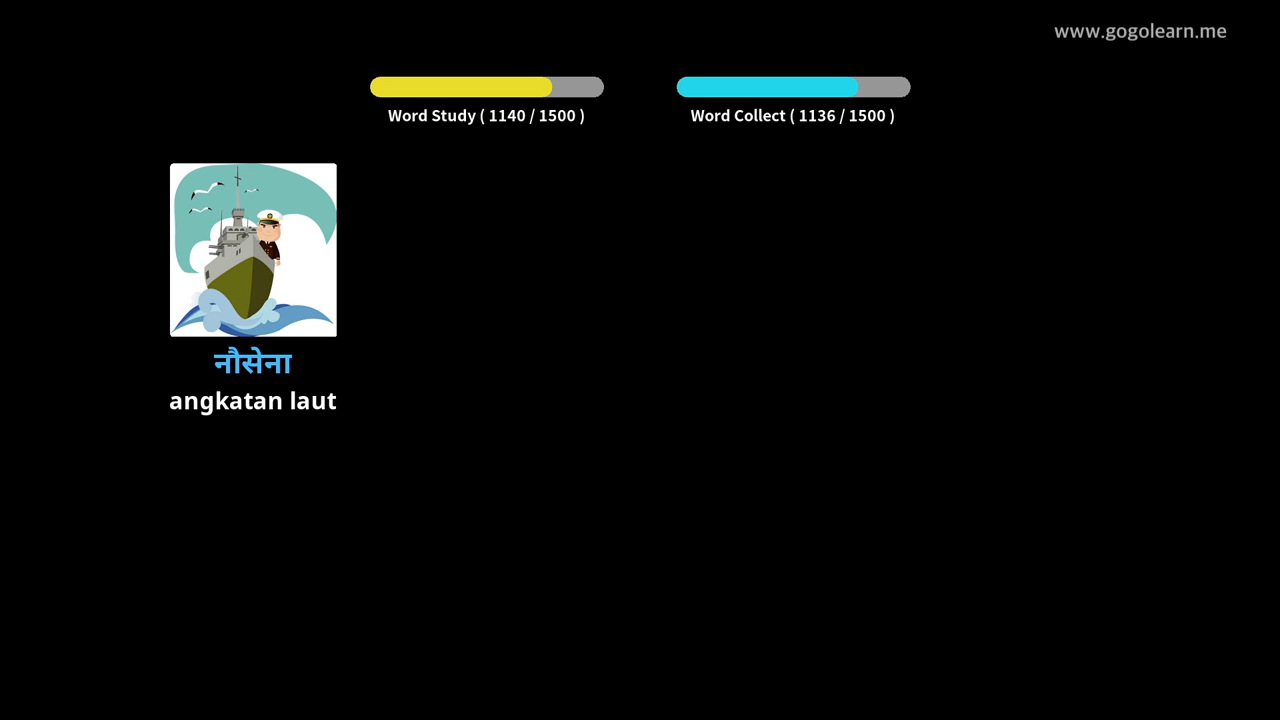 www.gogolearn.me
Word Study ( 1140 / 1500 )
Word Collect ( 1136 / 1500 )
नौसेना
angkatan laut